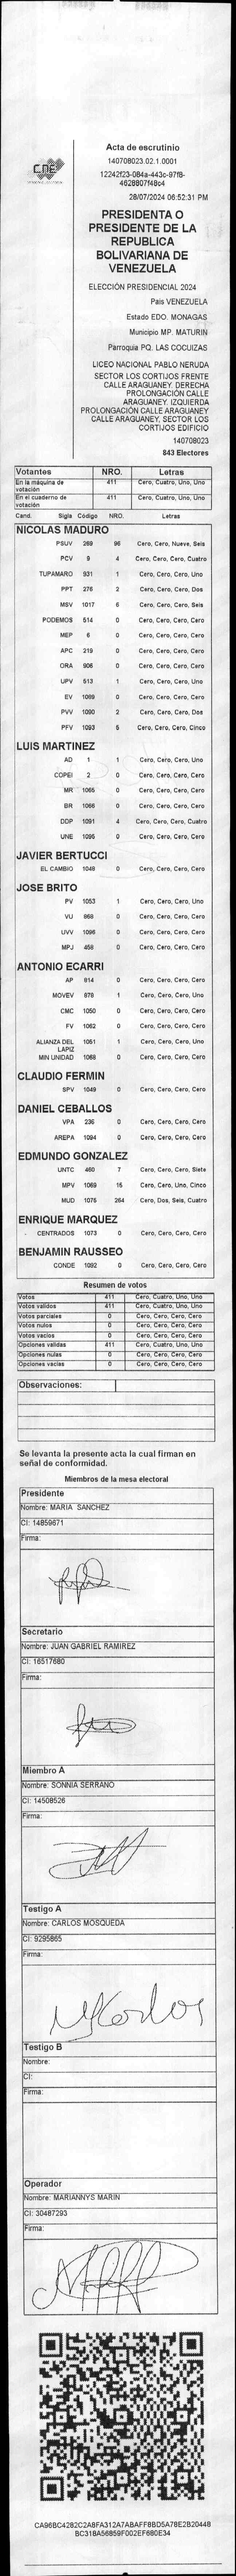 CNE
Acta de escrutinio
140708023.02.1.0001
12242f23-084a-443c-97f8-
4628807f48c4
28/07/2024 06:52:31 PM
PRESIDENTA O
PRESIDENTE DE LA
REPUBLICA
BOLIVARIANA DE
VENEZUELA
ELECCIÓN PRESIDENCIAL 2024
País VENEZUELA
Estado EDO. MONAGAS
Municipio MP. MATURIN
Parroquia PQ. LAS COCUIZAS
LICEO NACIONAL PABLO NERUDA
SECTOR LOS CORTIJOS FRENTE
CALLE ARAGUANEY. DERECHA
PROLONGACIÓN CALLE
ARAGUANEY. IZQUIERDA
PROLONGACIÓN CALLE ARAGUANEY
CALLE ARAGUANEY. SECTOR LOS
CORTIJOS EDIFICIO
140708023
843 Electores
Votantes NRO. Letras
En la máquina de votación 411 Cero, Cuatro, Uno, Uno
En el cuaderno de votación 411 Cero, Cuatro, Uno, Uno
Cand. Sigla Código NRO. Letras
NICOLAS MADURO
PSUV 269 96 Cero, Cero, Nueve, Seis
PCV 9 4 Cero, Cero, Cero, Cuatro
TUPAMARO 931 1 Cero, Cero, Cero, Uno
PPT 276 2 Cero, Cero, Cero, Dos
MSV 1017 6 Cero, Cero, Cero, Seis
PODEMOS 514 0 Cero, Cero, Cero, Cero
MEP 6 0 Cero, Cero, Cero, Cero
APC 219 0 Cero, Cero, Cero, Cero
ORA 906 0 Cero, Cero, Cero, Cero
UPV 513 1 Cero, Cero, Cero, Uno
EV 1089 0 Cero, Cero, Cero, Cero
PVV 1090 2 Cero, Cero, Cero, Dos
PFV 1093 5 Cero, Cero, Cero, Cinco
LUIS MARTINEZ
AD 1 1 Cero, Cero, Cero, Uno
COPEI 2 0 Cero, Cero, Cero, Cero
MR 1065 0 Cero, Cero, Cero, Cero
BR 1066 0 Cero, Cero, Cero, Cero
DDP 1091 4 Cero, Cero, Cero, Cuatro
UNE 1095 0 Cero, Cero, Cero, Cero
JAVIER BERTUCCI
EL CAMBIO 1048 0 Cero, Cero, Cero, Cero
JOSE BRITO
PV 1053 1 Cero, Cero, Cero, Uno
VU 868 0 Cero, Cero, Cero, Cero
UVV 1096 0 Cero, Cero, Cero, Cero
MPJ 458 0 Cero, Cero, Cero, Cero
ANTONIO ECARRI
AP 814 0 Cero, Cero, Cero, Cero
MOVEV 878 1 Cero, Cero, Cero, Uno
CMC 1050 0 Cero, Cero, Cero, Cero
FV 1062 0 Cero, Cero, Cero, Cero
ALIANZA DEL LAPIZ 1051 1 Cero, Cero, Cero, Uno
MIN UNIDAD 1068 0 Cero, Cero, Cero, Cero
CLAUDIO FERMIN
SPV 1049 0 Cero, Cero, Cero, Cero
DANIEL CEBALLOS
VPA 236 0 Cero, Cero, Cero, Cero
AREPA 1094 0 Cero, Cero, Cero, Cero
EDMUNDO GONZALEZ
UNTC 460 7 Cero, Cero, Cero, Siete
MPV 1069 15 Cero, Cero, Uno, Cinco
MUD 1076 264 Cero, Dos, Seis, Cuatro
ENRIQUE MARQUEZ
CENTRADOS 1073 0 Cero, Cero, Cero, Cero
BENJAMIN RAUSSEO
CONDE 1092 0 Cero, Cero, Cero, Cero
Resumen de votos
Votos 411 Cero, Cuatro, Uno, Uno
Votos validos 411 Cero, Cuatro, Uno, Uno
Votos parciales 0 Cero, Cero, Cero, Cero
Votos nulos 0 Cero, Cero, Cero, Cero
Votos vacios 0 Cero, Cero, Cero, Cero
Opciones validas 411 Cero, Cuatro, Uno, Uno
Opciones nulas 0 Cero, Cero, Cero, Cero
Opciones vacias 0 Cero, Cero, Cero, Cero
Observaciones:
Se levanta la presente acta la cual firman en
señal de conformidad.
Miembros de la mesa electoral
Presidente
Nombre: MARIA SANCHEZ
CI: 14859671
Firma:
Secretario
Nombre: JUAN GABRIEL RAMIREZ
CI: 16517680
Firma:
Miembro A
Nombre: SONNIA SERRANO
CI: 14508526
Firma:
Testigo A
Nombre: CARLOS MOSQUEDA
CI: 9295865
Firma:
Testigo B
Nombre:
CI:
Firma:
Operador
Nombre: MARIANNYS MARIN
CI: 30487293
Firma:
CA96BC4282C2A8FA312A7ABAFF8BD5A78E2B20448
BC318A56859F002EF680E34